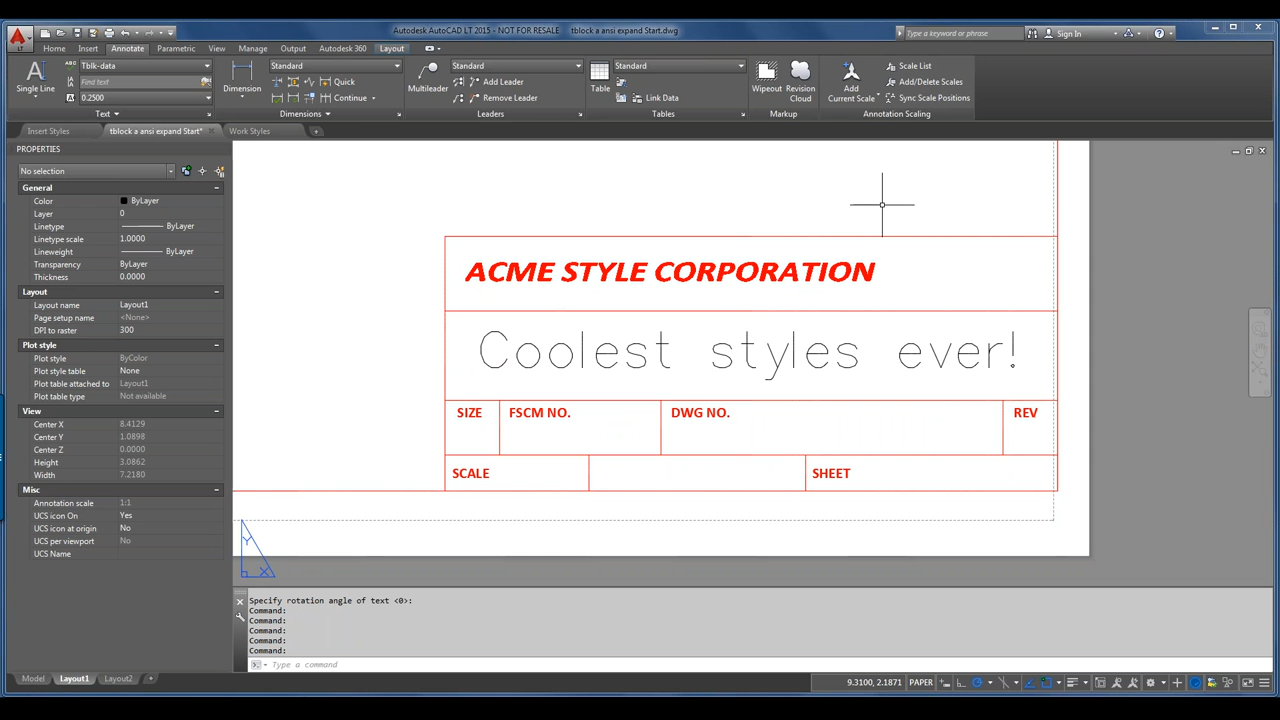 Autodesk AutoCAD LT 2015 - NOT FOR RESALE tblock a ansi expand Start.dwg
Type a keyword or phrase
Sign In
LT
Home Insert Annotate Parametric View Manage Output Autodesk 360 Layout
Single Line
Tblk-data
Find text
0.2500
Text
Dimension
Standard
Quick
Continue
Dimensions
Multileader
Standard
Add Leader
Remove Leader
Leaders
Table
Standard
Link Data
Tables
Wipeout
Revision Cloud
Markup
Add Current Scale
Scale List
Add/Delete Scales
Sync Scale Positions
Annotation Scaling
Insert Styles tblock a ansi expand Start* Work Styles
PROPERTIES
No selection
General
Color ByLayer
Layer 0
Linetype ByLayer
Linetype scale 1.0000
Lineweight ByLayer
Transparency ByLayer
Thickness 0.0000
Layout
Layout name Layout1
Page setup name <None>
DPI to raster 300
Plot style
Plot style ByColor
Plot style table None
Plot table attached to Layout1
Plot table type Not available
View
Center X 8.4129
Center Y 1.0898
Center Z 0.0000
Height 3.0862
Width 7.2180
Misc
Annotation scale 1:1
UCS icon On Yes
UCS icon at origin No
UCS per viewport No
UCS Name
ACME STYLE CORPORATION
Coolest styles ever!
SIZE FSCM NO. DWG NO. REV
SCALE SHEET
Y
X
Specify rotation angle of text <0>:
Command:
Command:
Command:
Command:
Command:
Type a command
Model Layout1 Layout2
9.3100, 2.1871 PAPER